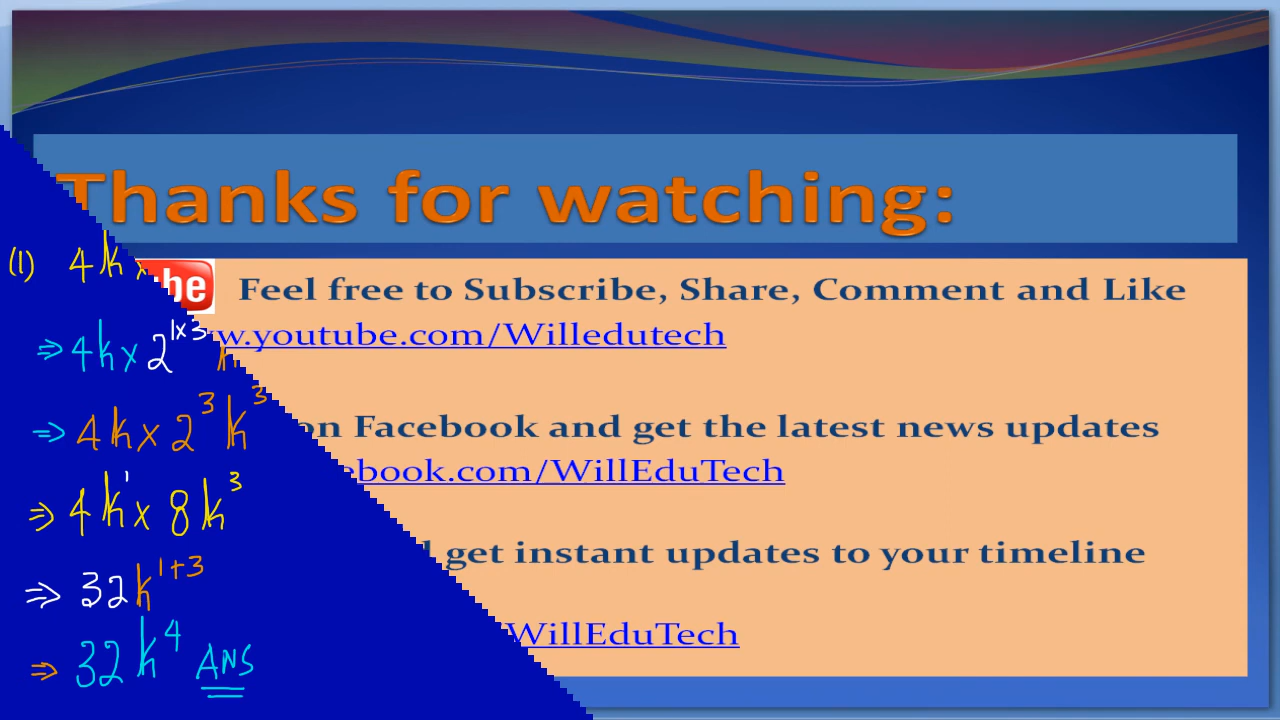 Thanks for watching:
(1) 4k x
be Feel free to Subscribe, Share, Comment and Like
w.youtube.com/Willedutech
⇒ 4k x 2^1x3 k
on Facebook and get the latest news updates
⇒ 4k x 2^3 k^3
ebook.com/WillEduTech
⇒ 4k^1 x 8k^3
get instant updates to your timeline
⇒ 32k^1+3
WillEduTech
⇒ 32k^4 ANS